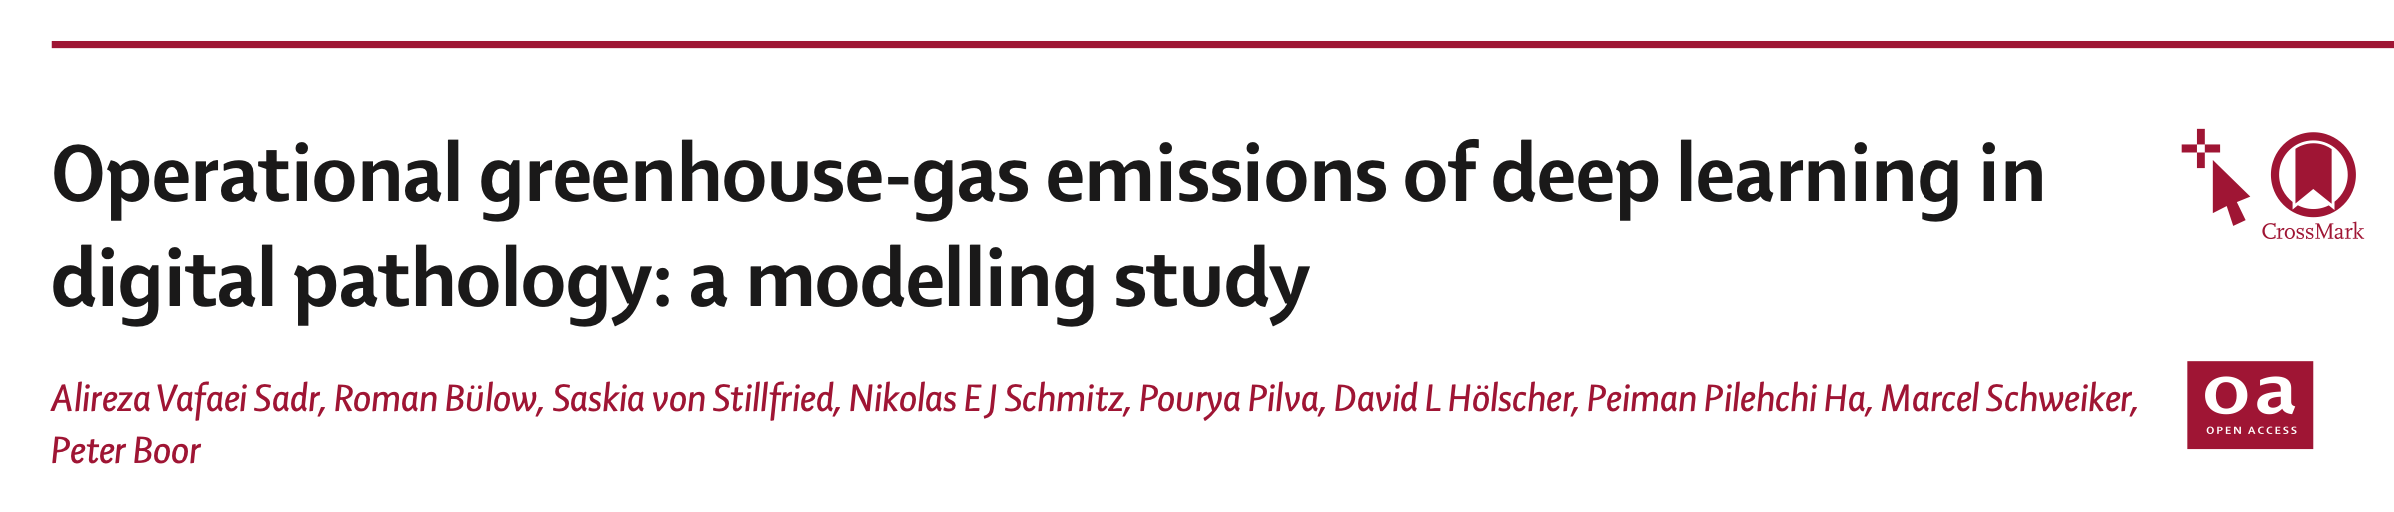 Operational greenhouse-gas emissions of deep learning in
digital pathology: a modelling study
CrossMark
Alireza Vafaei Sadr, Roman Bülow, Saskia von Stillfried, Nikolas E J Schmitz, Pourya Pilva, David L Hölscher, Peiman Pilehchi Ha, Marcel Schweiker,
Peter Boor
oa
OPEN ACCESS